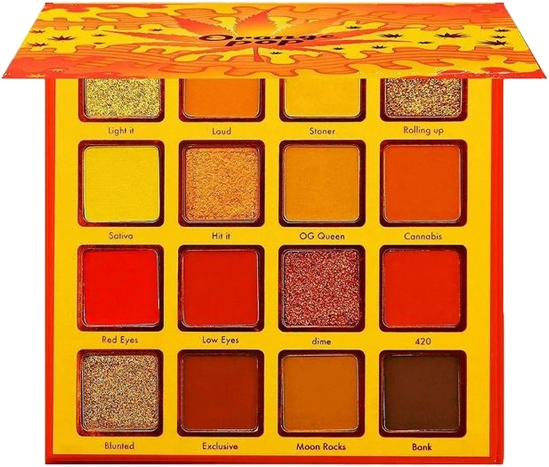 Orange
pop
Light it
Loud
Stoner
Rolling up
Sativa
Hit it
OG Queen
Cannabis
Red Eyes
Low Eyes
dime
420
Blunted
Exclusive
Moon Rocks
Bank